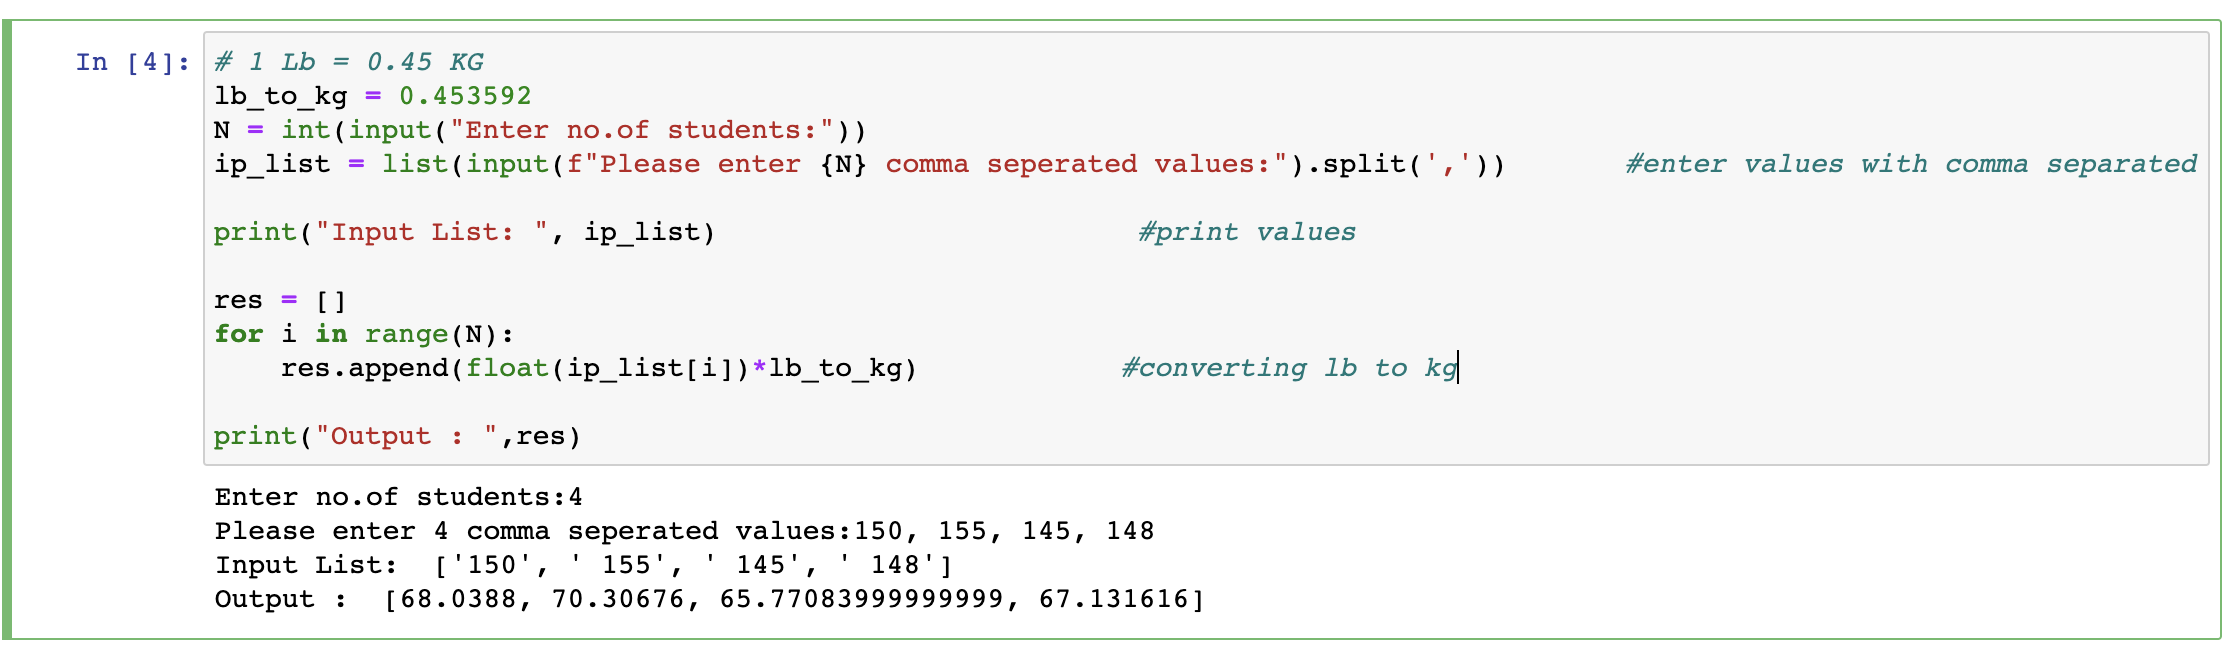 In [4]: # 1 Lb = 0.45 KG
lb_to_kg = 0.453592
N = int(input("Enter no.of students:"))
ip_list = list(input(f"Please enter {N} comma seperated values:").split(',')) #enter values with comma separated
print("Input List: ", ip_list) #print values
res = []
for i in range(N):
    res.append(float(ip_list[i])*lb_to_kg) #converting lb to kg
print("Output : ",res)
Enter no.of students:4
Please enter 4 comma seperated values:150, 155, 145, 148
Input List:  ['150', ' 155', ' 145', ' 148']
Output :  [68.0388, 70.30676, 65.77083999999999, 67.131616]